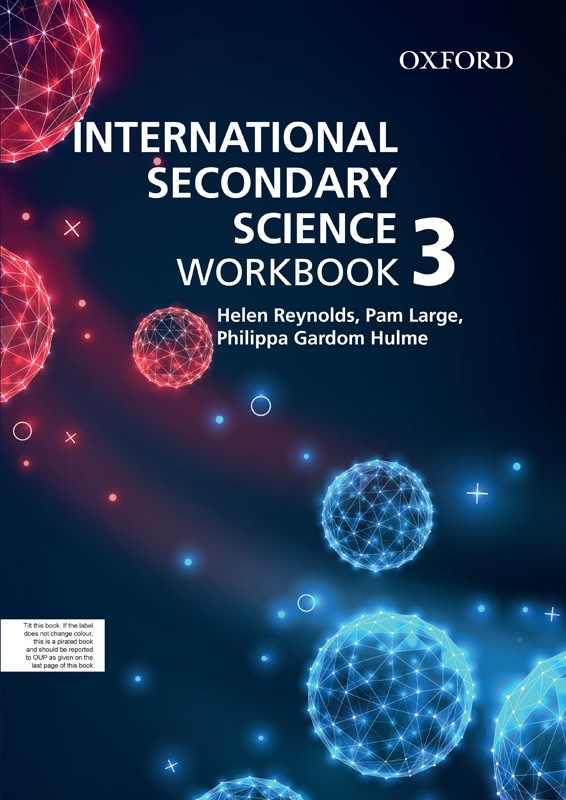 OXFORD
INTERNATIONAL
SECONDARY
SCIENCE
WORKBOOK 3
Helen Reynolds, Pam Large,
Philippa Gardom Hulme
Tilt this book. If the label
does not change colour,
this is a pirated book
and should be reported
to OUP as given on the
last page of this book